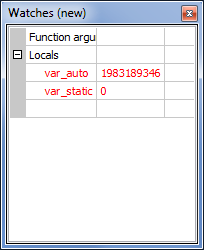 Watches (new)
Function argu
Locals
var_auto 1983189346
var_static 0